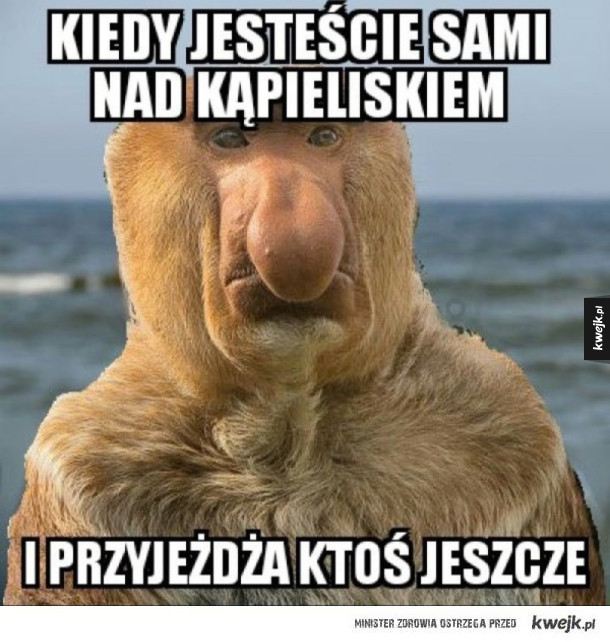 KIEDY JESTEŚCIE SAMI
NAD KĄPIELISKIEM
kwejk.pl
I PRZYJEŻDŻA KTOŚ JESZCZE
MINISTER ZDROWIA OSTRZEGA PRZED kwejk.pl